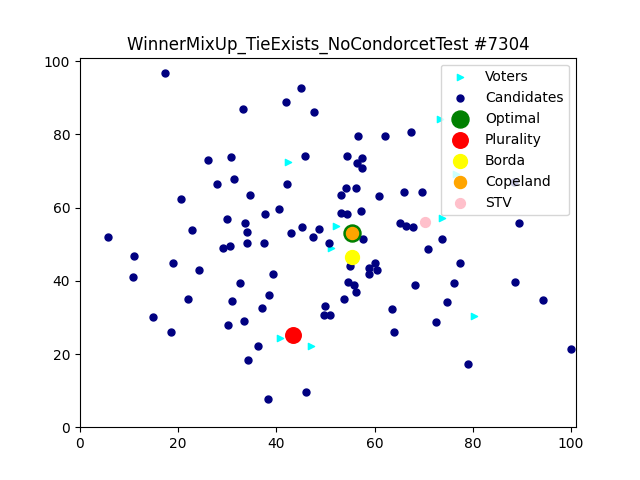 WinnerMixUp_TieExists_NoCondorcetTest #7304
100
80
60
40
20
0
0 20 40 60 80 100
Voters
Candidates
Optimal
Plurality
Borda
Copeland
STV